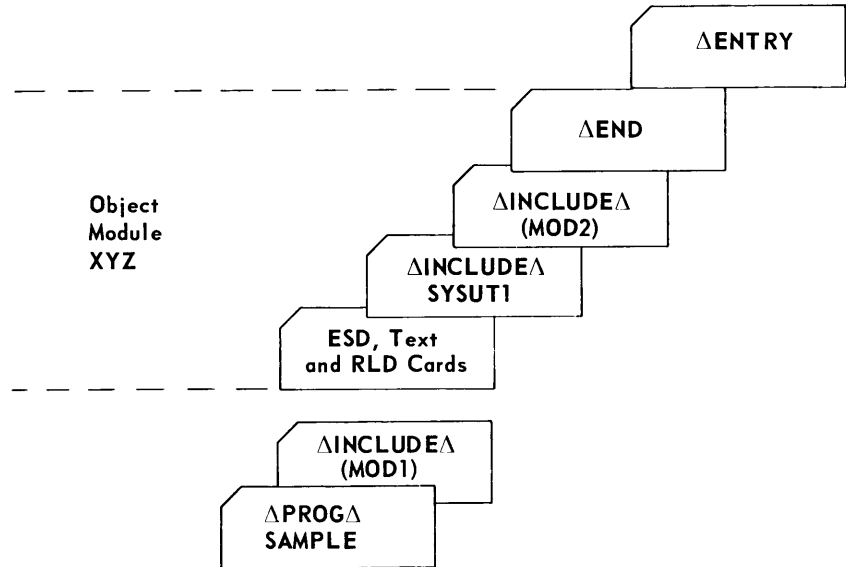 ΔENTRY
ΔEND
Object
Module
XYZ
ΔINCLUDEΔ
(MOD2)
ΔINCLUDEΔ
SYSUT1
ESD, Text
and RLD Cards
ΔINCLUDEΔ
(MOD1)
ΔPROGΔ
SAMPLE